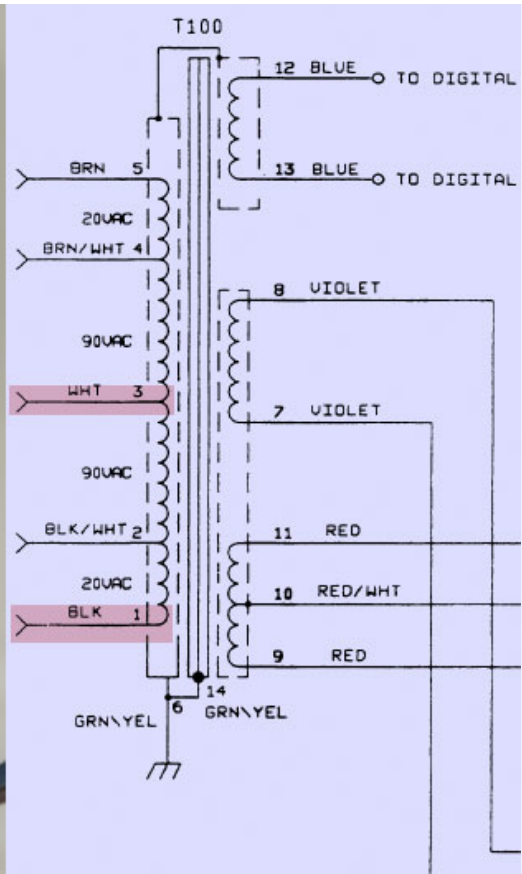 T100
12 BLUE TO DIGITAL
BRN 5
13 BLUE TO DIGITAL
20VAC
BRN/WHT 4
8 VIOLET
90VAC
WHT 3
7 VIOLET
90VAC
BLK/WHT 2
11 RED
20VAC
10 RED/WHT
BLK 1
9 RED
14
6 GRN\YEL
GRN\YEL